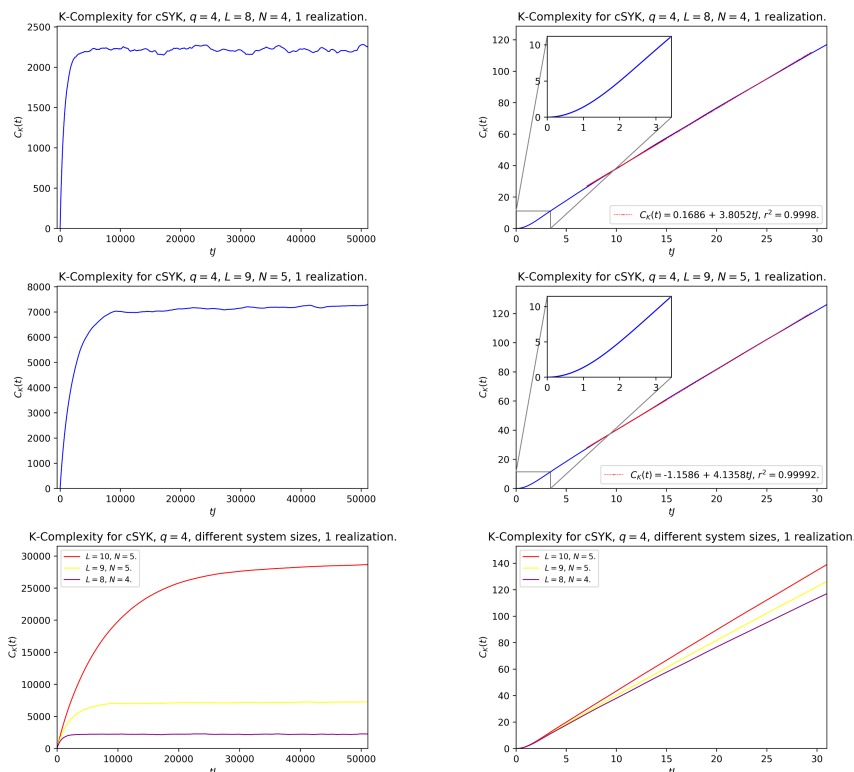 K-Complexity for cSYK, q = 4, L = 8, N = 4, 1 realization.
2500
2000
1500
1000
500
0
C_K(t)
0 10000 20000 30000 40000 50000
tJ
K-Complexity for cSYK, q = 4, L = 8, N = 4, 1 realization.
120
100
80
60
40
20
0
C_K(t)
10
5
0
0 1 2 3
C_K(t) = 0.1686 + 3.8052tJ, r² = 0.9998.
0 5 10 15 20 25 30
tJ
K-Complexity for cSYK, q = 4, L = 9, N = 5, 1 realization.
8000
7000
6000
5000
4000
3000
2000
1000
0
C_K(t)
0 10000 20000 30000 40000 50000
tJ
K-Complexity for cSYK, q = 4, L = 9, N = 5, 1 realization.
120
100
80
60
40
20
0
C_K(t)
10
5
0
0 1 2 3
C_K(t) = -1.1586 + 4.1358tJ, r² = 0.99992.
0 5 10 15 20 25 30
tJ
K-Complexity for cSYK, q = 4, different system sizes, 1 realization.
30000
25000
20000
15000
10000
5000
0
C_K(t)
L = 10, N = 5.
L = 9, N = 5.
L = 8, N = 4.
0 10000 20000 30000 40000 50000
tJ
K-Complexity for cSYK, q = 4, different system sizes, 1 realization.
140
120
100
80
60
40
20
0
C_K(t)
L = 10, N = 5.
L = 9, N = 5.
L = 8, N = 4.
0 5 10 15 20 25 30
tJ